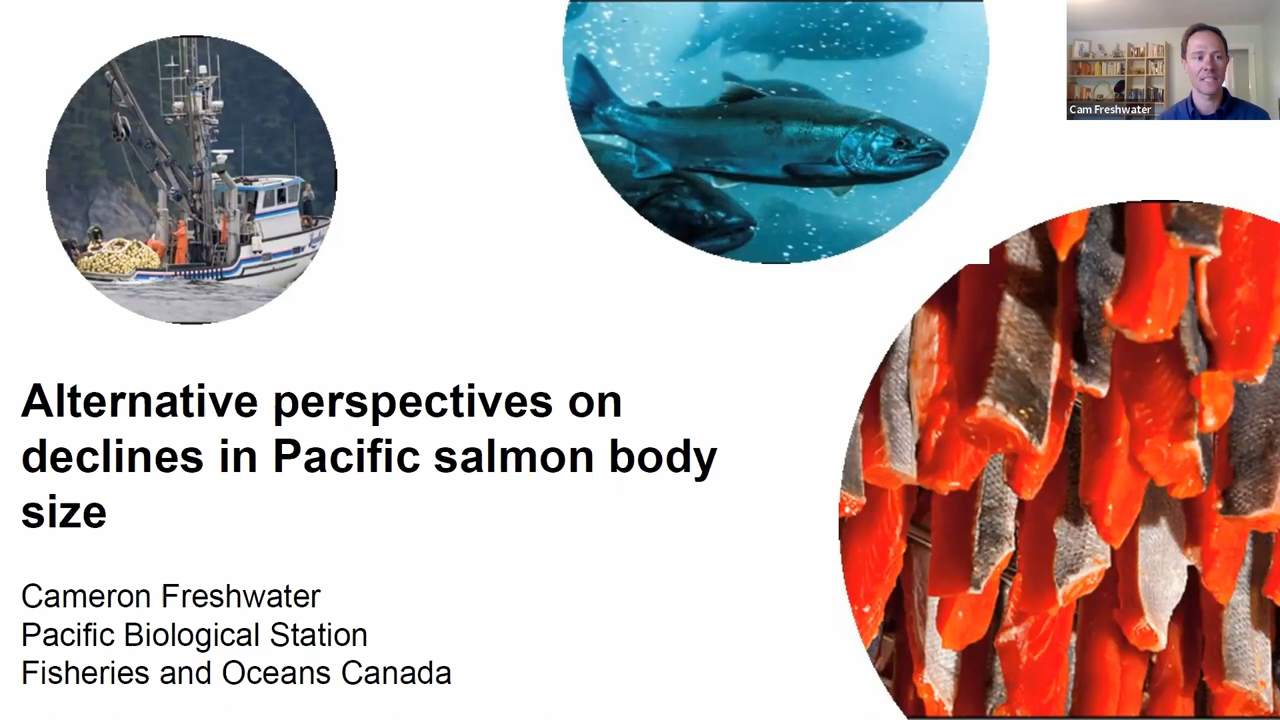 Cam Freshwater
Alternative perspectives on
declines in Pacific salmon body
size
Cameron Freshwater
Pacific Biological Station
Fisheries and Oceans Canada